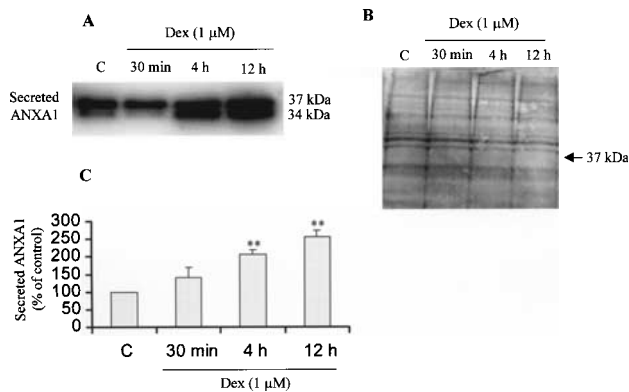 A
Dex (1 μM)
C 30 min 4 h 12 h
Secreted ANXA1
37 kDa
34 kDa
B
Dex (1 μM)
C 30 min 4 h 12 h
37 kDa
C
Secreted ANXA1
(% of control)
300
250
200
150
100
50
0
**
**
C 30 min 4 h 12 h
Dex (1 μM)